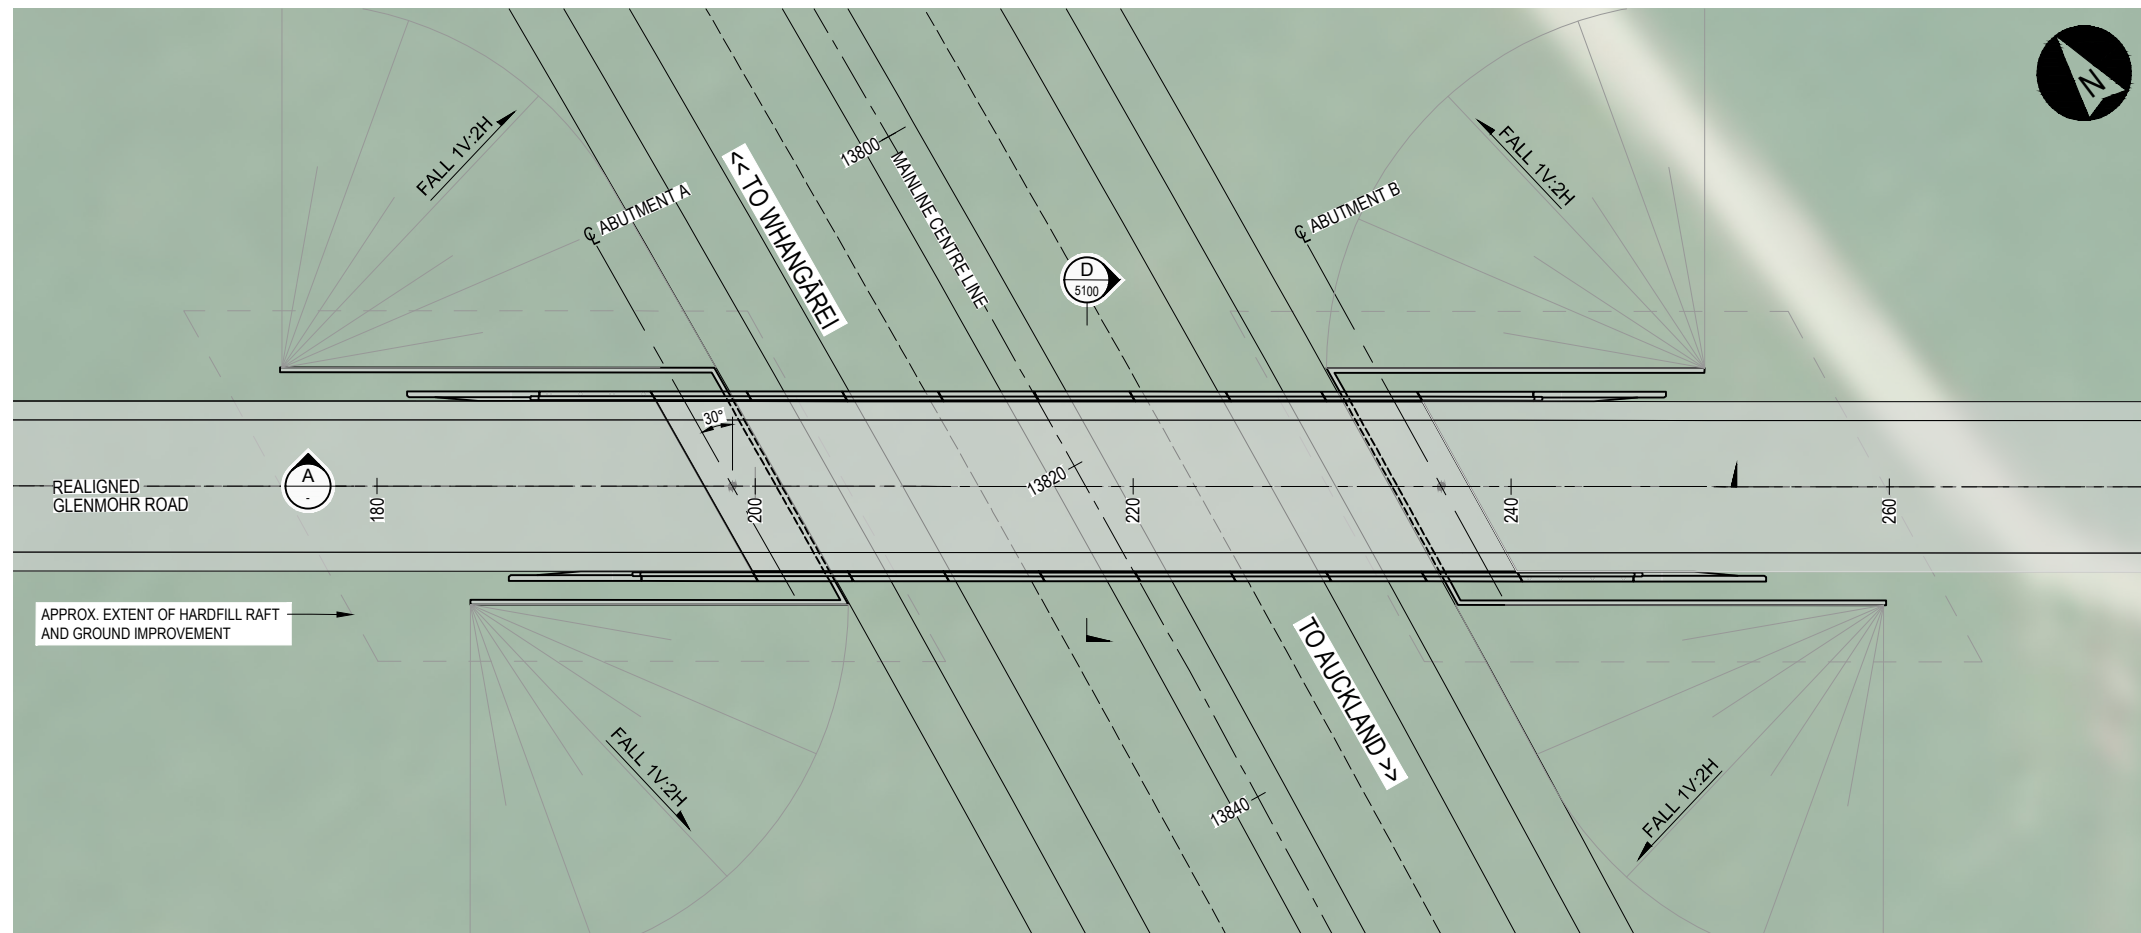 N
FALL 1V:2H
FALL 1V:2H
13800
MAINLINE CENTRE LINE
<< TO WHANGĀREI
℄ ABUTMENT A
℄ ABUTMENT B
D
5100
30°
A
-
REALIGNED
GLENMOHR ROAD
180
200
13820
220
240
260
APPROX. EXTENT OF HARDFILL RAFT
AND GROUND IMPROVEMENT
TO AUCKLAND >>
FALL 1V:2H
13840
FALL 1V:2H